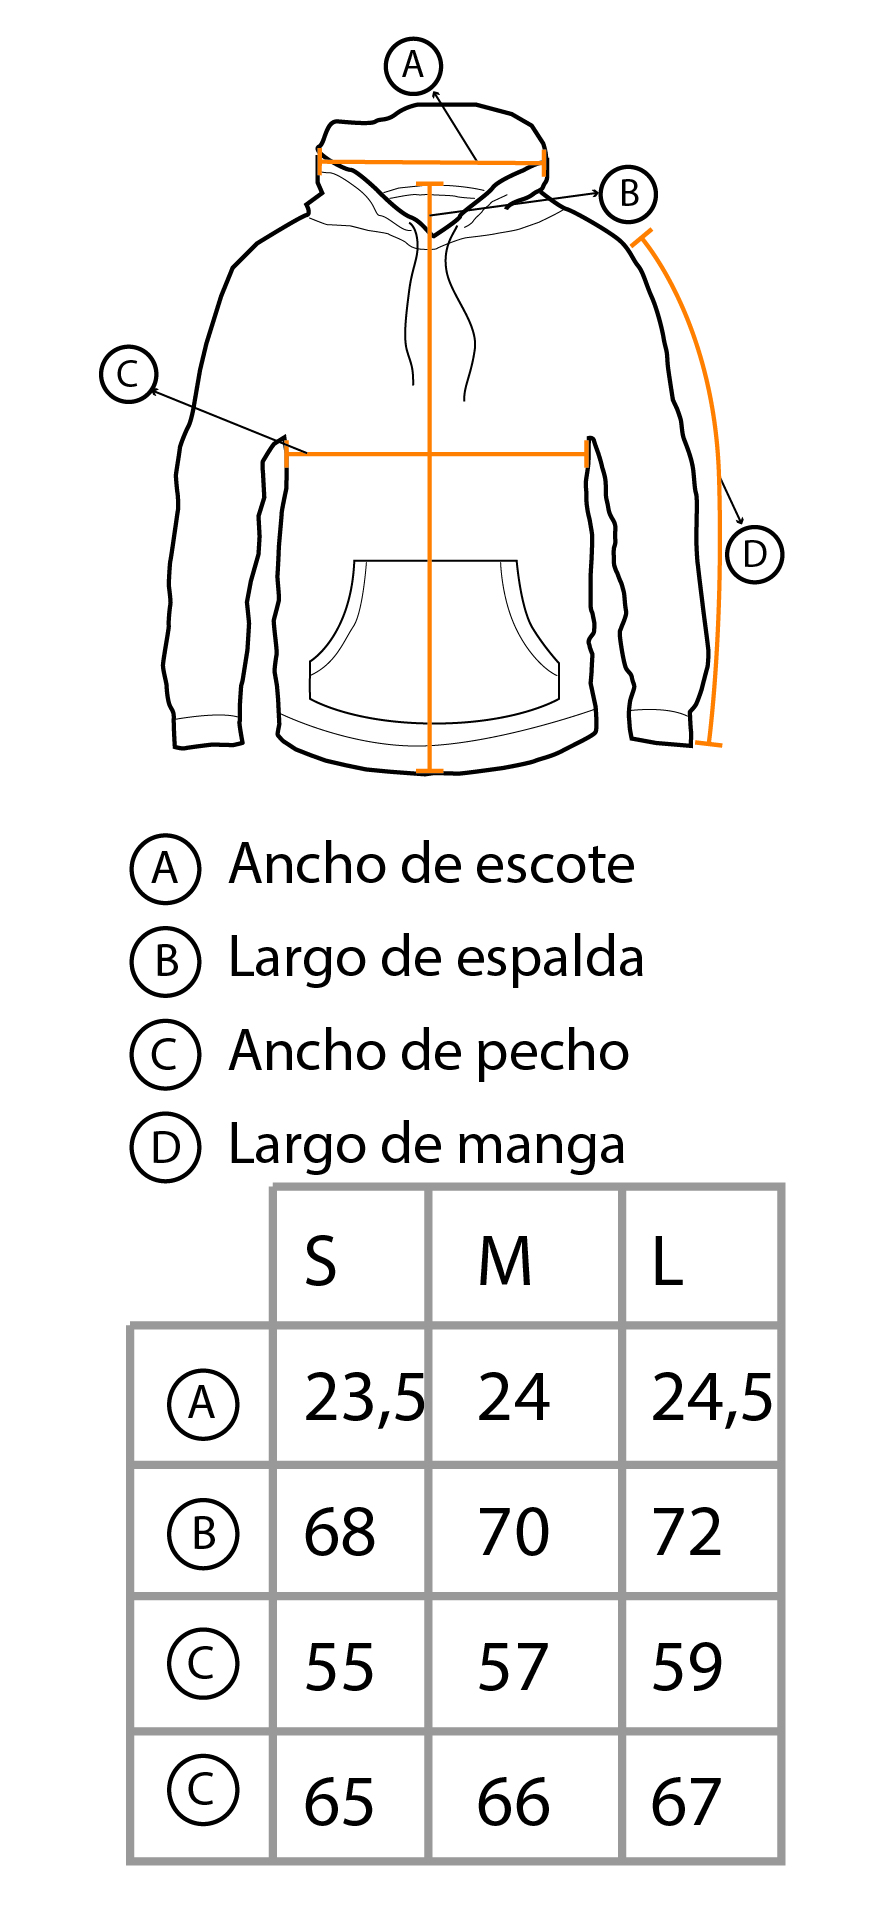 A
B
C
D
A Ancho de escote
B Largo de espalda
C Ancho de pecho
D Largo de manga
S M L
A 23,5 24 24,5
B 68 70 72
C 55 57 59
C 65 66 67